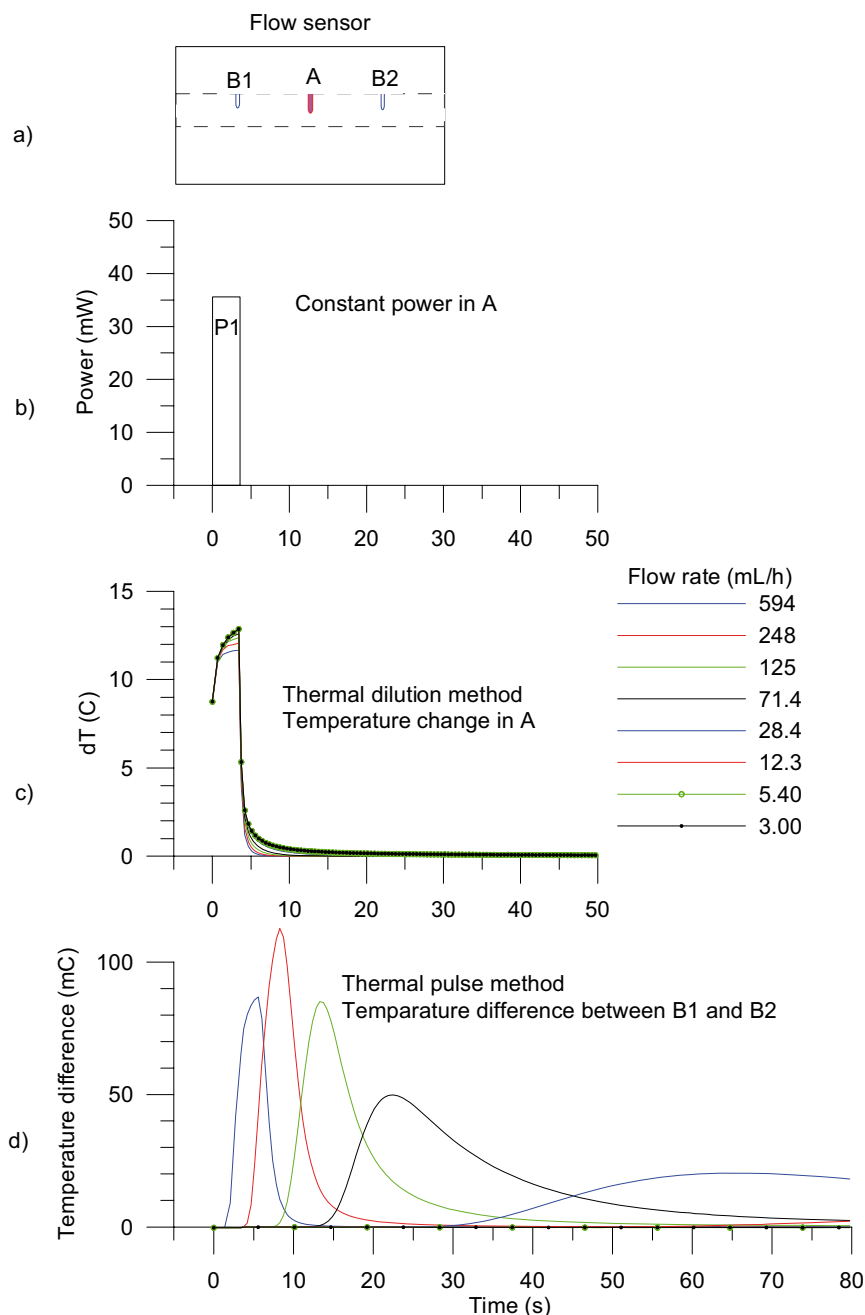 Flow sensor
B1
A
B2
a)
50
40
30
20
10
0
Power (mW)
P1
Constant power in A
b)
0
10
20
30
40
50
15
10
5
0
dT (C)
Thermal dilution method
Temperature change in A
c)
0
10
20
30
40
50
Flow rate (mL/h)
594
248
125
71.4
28.4
12.3
5.40
3.00
100
50
0
Temperature difference (mC)
Thermal pulse method
Temparature difference between B1 and B2
d)
0
10
20
30
40
50
60
70
80
Time (s)